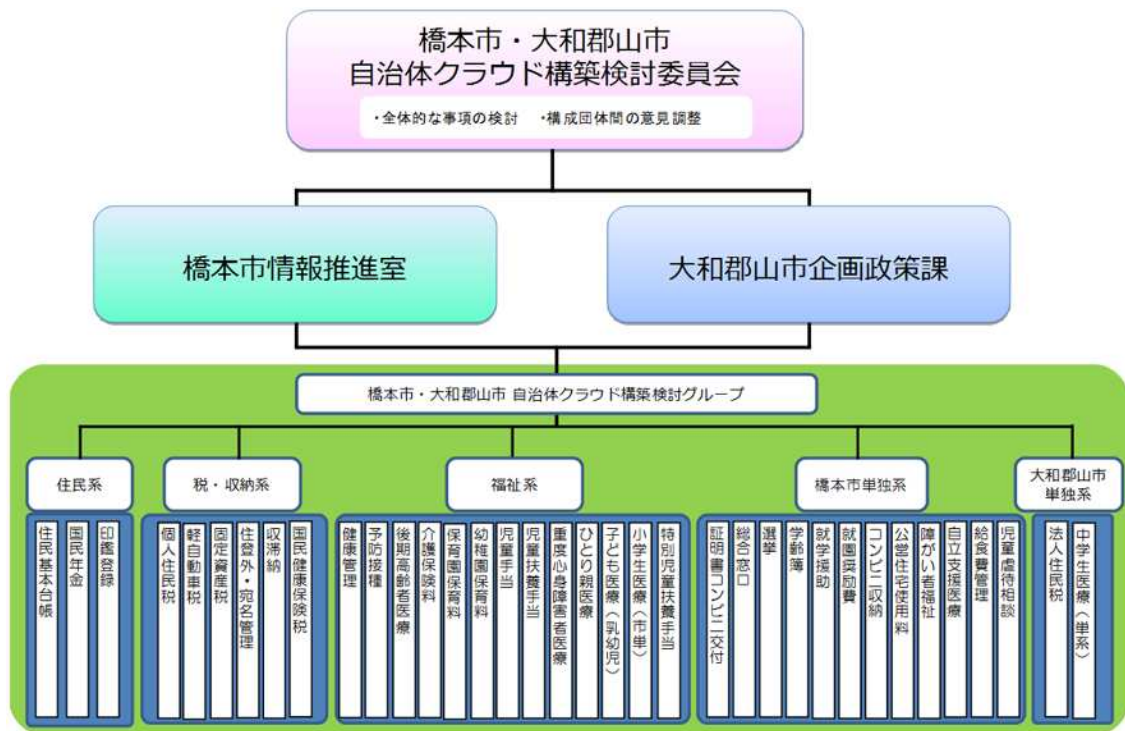 橋本市・大和郡山市
自治体クラウド構築検討委員会
・全体的な事項の検討 ・構成団体間の意見調整
橋本市情報推進室
大和郡山市企画政策課
橋本市・大和郡山市 自治体クラウド構築検討グループ
住民系
住民基本台帳
国民年金
印鑑登録
税・収納系
個人住民税
軽自動車税
固定資産税
住登外・宛名管理
収滞納
国民健康保険税
福祉系
健康管理
予防接種
後期高齢者医療
介護保険料
保育園保育料
幼稚園保育料
児童手当
児童扶養手当
重度心身障害者医療
ひとり親医療
子ども医療（乳幼児）
小学生医療（市単）
特別児童扶養手当
橋本市単独系
証明書コンビニ交付
総合窓口
選挙
学齢簿
就学援助
就園奨励費
コンビニ収納
公営住宅使用料
障がい者福祉
自立支援医療
給食費管理
児童虐待相談
大和郡山市
単独系
法人住民税
中学生医療（単系）